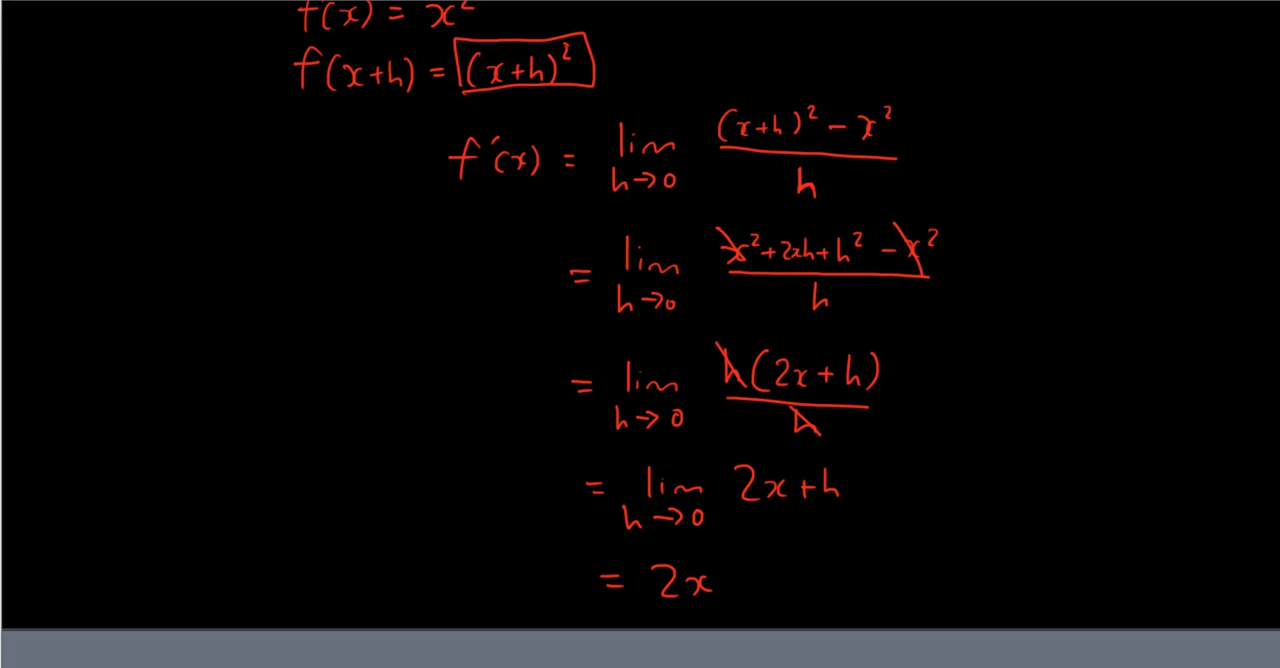 f(x) = x²
f(x+h) = (x+h)²
f'(x) = lim h→0 ((x+h)² - x²)/h
= lim h→0 (x² + 2xh + h² - x²)/h
= lim h→0 h(2x + h)/h
= lim h→0 2x + h
= 2x